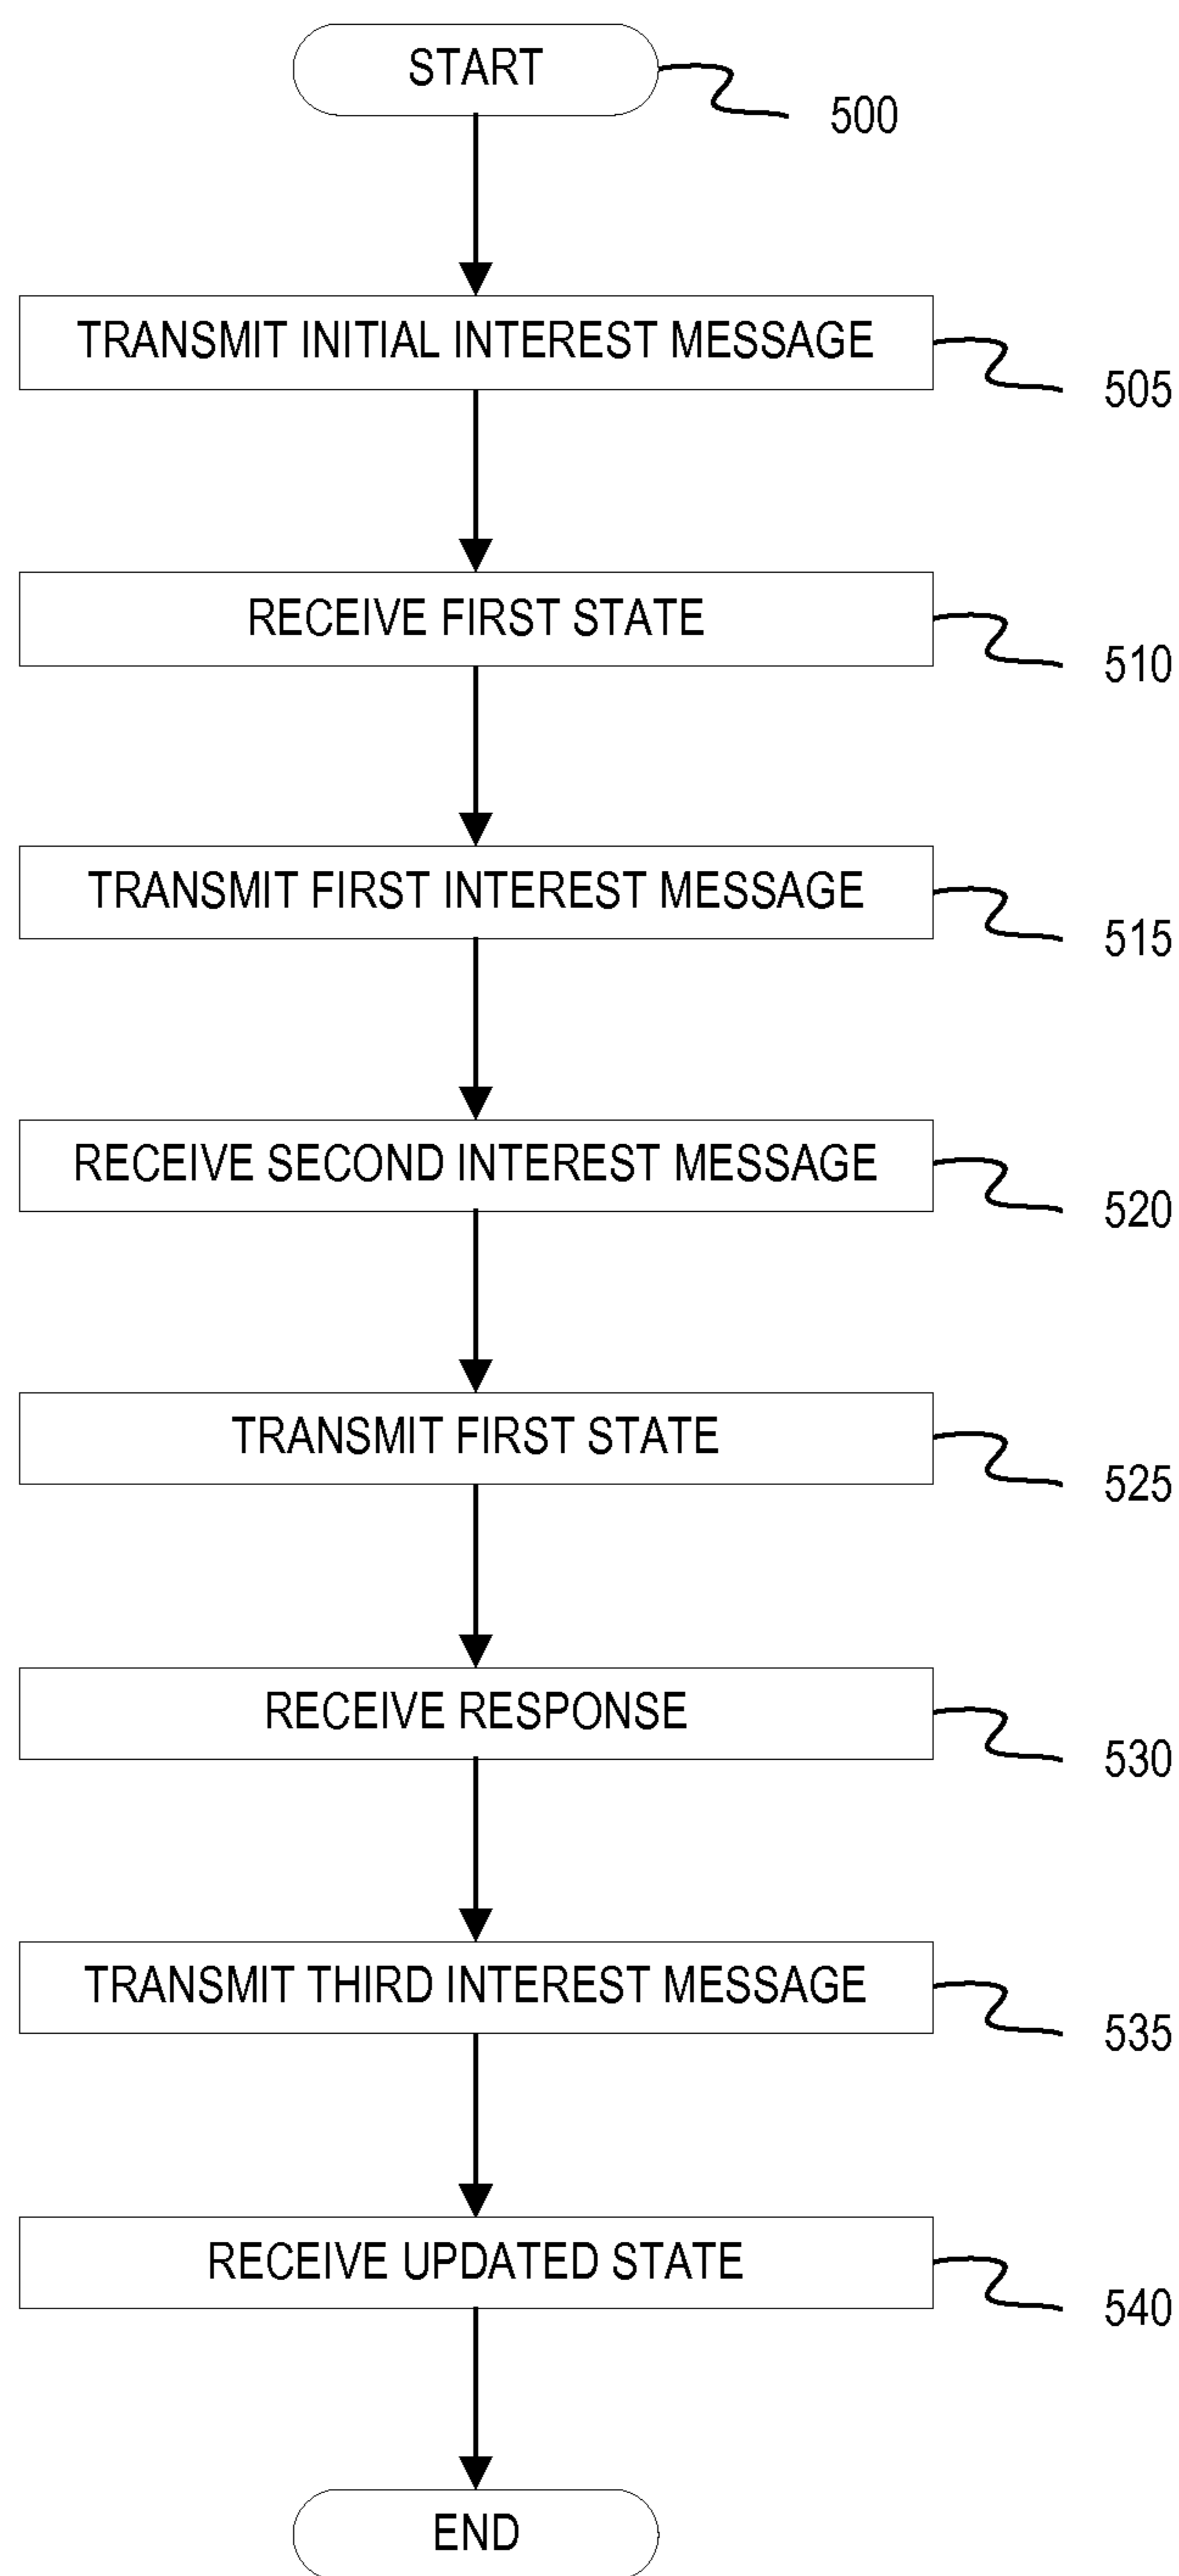 START
500
TRANSMIT INITIAL INTEREST MESSAGE
505
RECEIVE FIRST STATE
510
TRANSMIT FIRST INTEREST MESSAGE
515
RECEIVE SECOND INTEREST MESSAGE
520
TRANSMIT FIRST STATE
525
RECEIVE RESPONSE
530
TRANSMIT THIRD INTEREST MESSAGE
535
RECEIVE UPDATED STATE
540
END